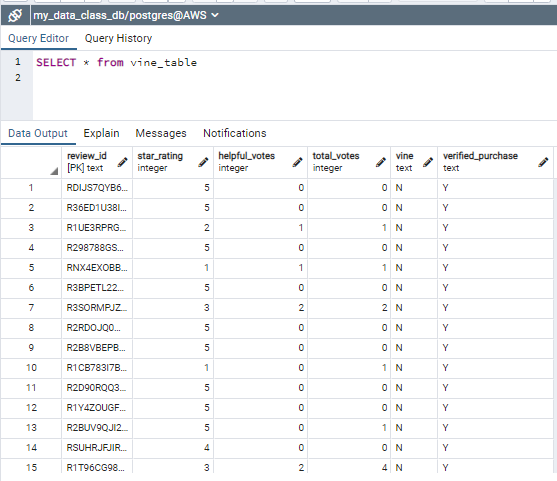 my_data_class_db/postgres@AWS
Query Editor Query History
1 SELECT * from vine_table
2
Data Output Explain Messages Notifications
review_id star_rating helpful_votes total_votes vine verified_purchase
[PK] text integer integer integer text text
1 RDIJS7QYB6... 5 0 0 N Y
2 R36ED1U38I... 5 0 0 N Y
3 R1UE3RPRG... 2 1 1 N Y
4 R298788GS... 5 0 0 N Y
5 RNX4EXOBB... 1 1 1 N Y
6 R3BPETL22... 5 0 0 N Y
7 R3SORMPJZ... 3 2 2 N Y
8 R2RDOJQ0... 5 0 0 N Y
9 R2B8VBEPB... 5 0 0 N Y
10 R1CB783I7B... 1 0 1 N Y
11 R2D90RQQ3... 5 0 0 N Y
12 R1Y4ZOUGF... 5 0 0 N Y
13 R2BUV9QJI2... 5 0 1 N Y
14 RSUHRJFJIR... 4 0 0 N Y
15 R1T96CG98... 3 2 4 N Y